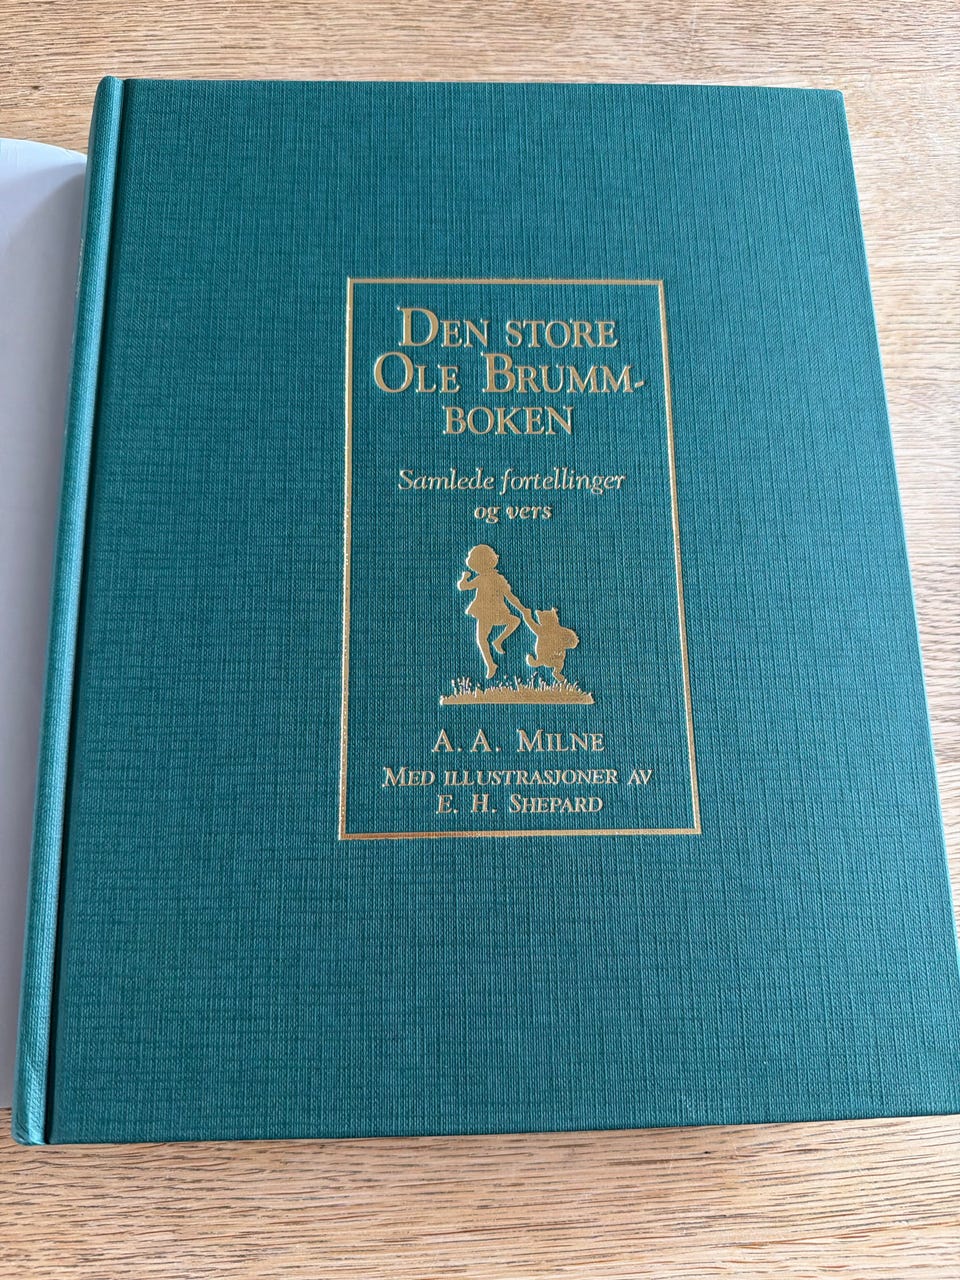 Den store
Ole Brumm-
boken
Samlede fortellinger
og vers
A. A. Milne
Med illustrasjoner av
E. H. Shepard